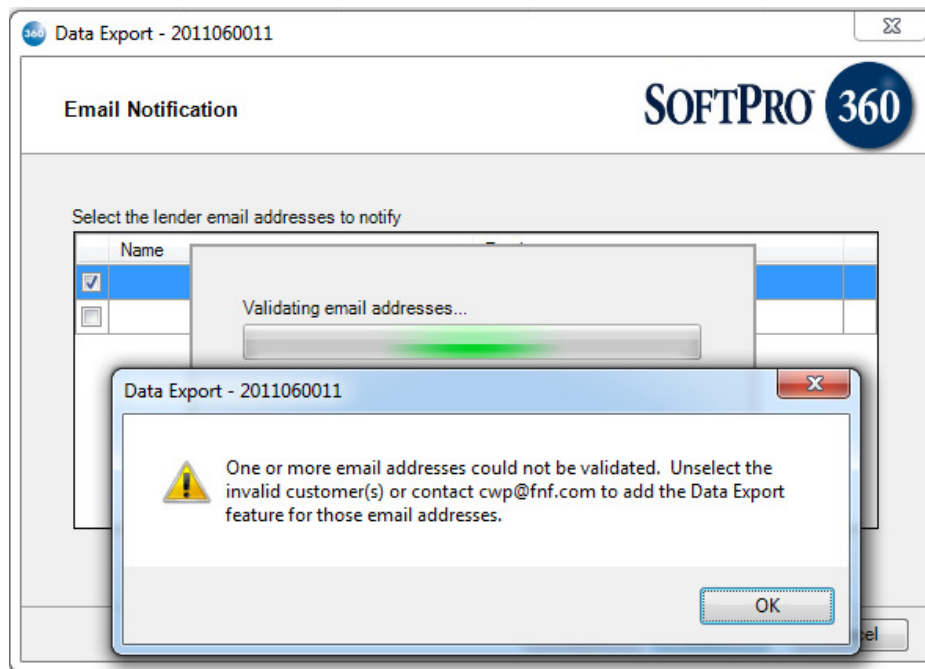 360 Data Export - 2011060011
Email Notification
SOFTPRO 360
Select the lender email addresses to notify
Name
Validating email addresses...
Data Export - 2011060011
One or more email addresses could not be validated. Unselect the
invalid customer(s) or contact cwp@fnf.com to add the Data Export
feature for those email addresses.
OK